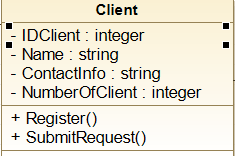 Client
- IDClient : integer
- Name : string
- ContactInfo : string
- NumberOfClient : integer
+ Register()
+ SubmitRequest()